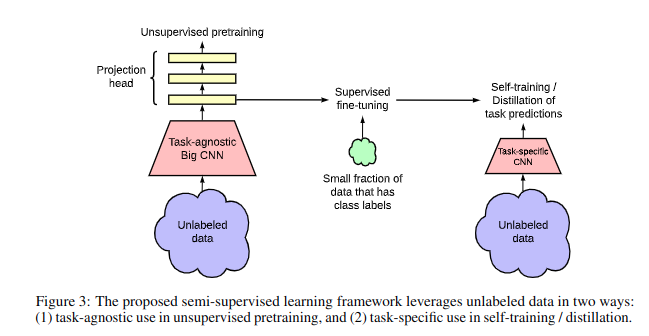 Unsupervised pretraining
Projection
head
Task-agnostic
Big CNN
Unlabeled
data
Supervised
fine-tuning
Small fraction of
data that has
class labels
Self-training /
Distillation of
task predictions
Task-specific
CNN
Unlabeled
data
Figure 3: The proposed semi-supervised learning framework leverages unlabeled data in two ways:
(1) task-agnostic use in unsupervised pretraining, and (2) task-specific use in self-training / distillation.